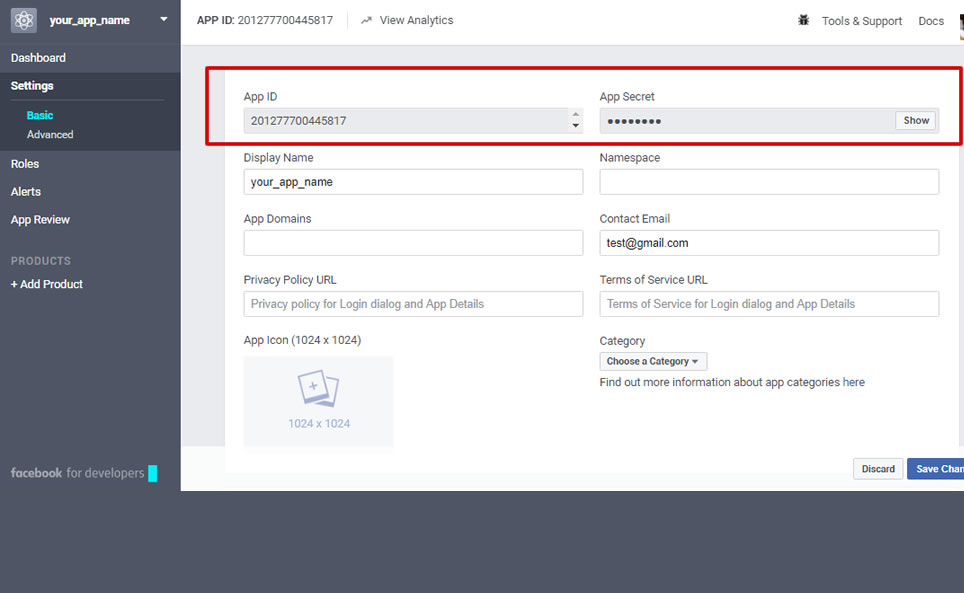 your_app_name
APP ID: 201277700445817
View Analytics
Tools & Support
Docs
Dashboard
Settings
Basic
Advanced
Roles
Alerts
App Review
PRODUCTS
+ Add Product
facebook for developers
App ID
201277700445817
App Secret
●●●●●●●●
Show
Display Name
your_app_name
Namespace
App Domains
Contact Email
test@gmail.com
Privacy Policy URL
Privacy policy for Login dialog and App Details
Terms of Service URL
Terms of Service for Login dialog and App Details
App Icon (1024 x 1024)
1024 x 1024
Category
Choose a Category
Find out more information about app categories here
Discard
Save Chan